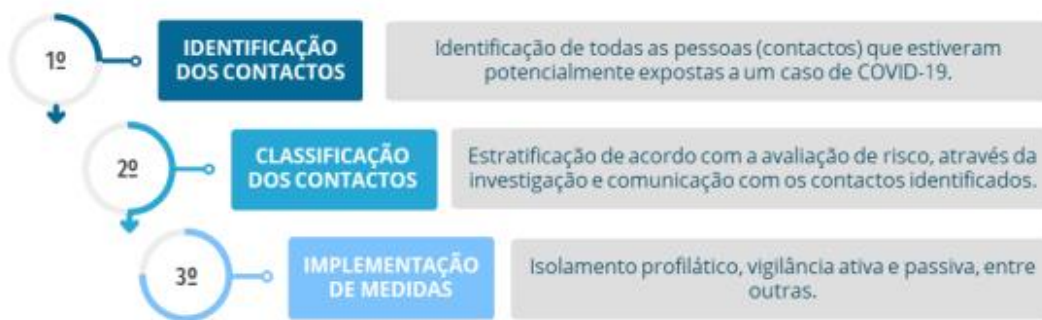 1º
IDENTIFICAÇÃO
DOS CONTACTOS
Identificação de todas as pessoas (contactos) que estiveram
potencialmente expostas a um caso de COVID-19.
2º
CLASSIFICAÇÃO
DOS CONTACTOS
Estratificação de acordo com a avaliação de risco, através da
investigação e comunicação com os contactos identificados.
3º
IMPLEMENTAÇÃO
DE MEDIDAS
Isolamento profilático, vigilância ativa e passiva, entre
outras.